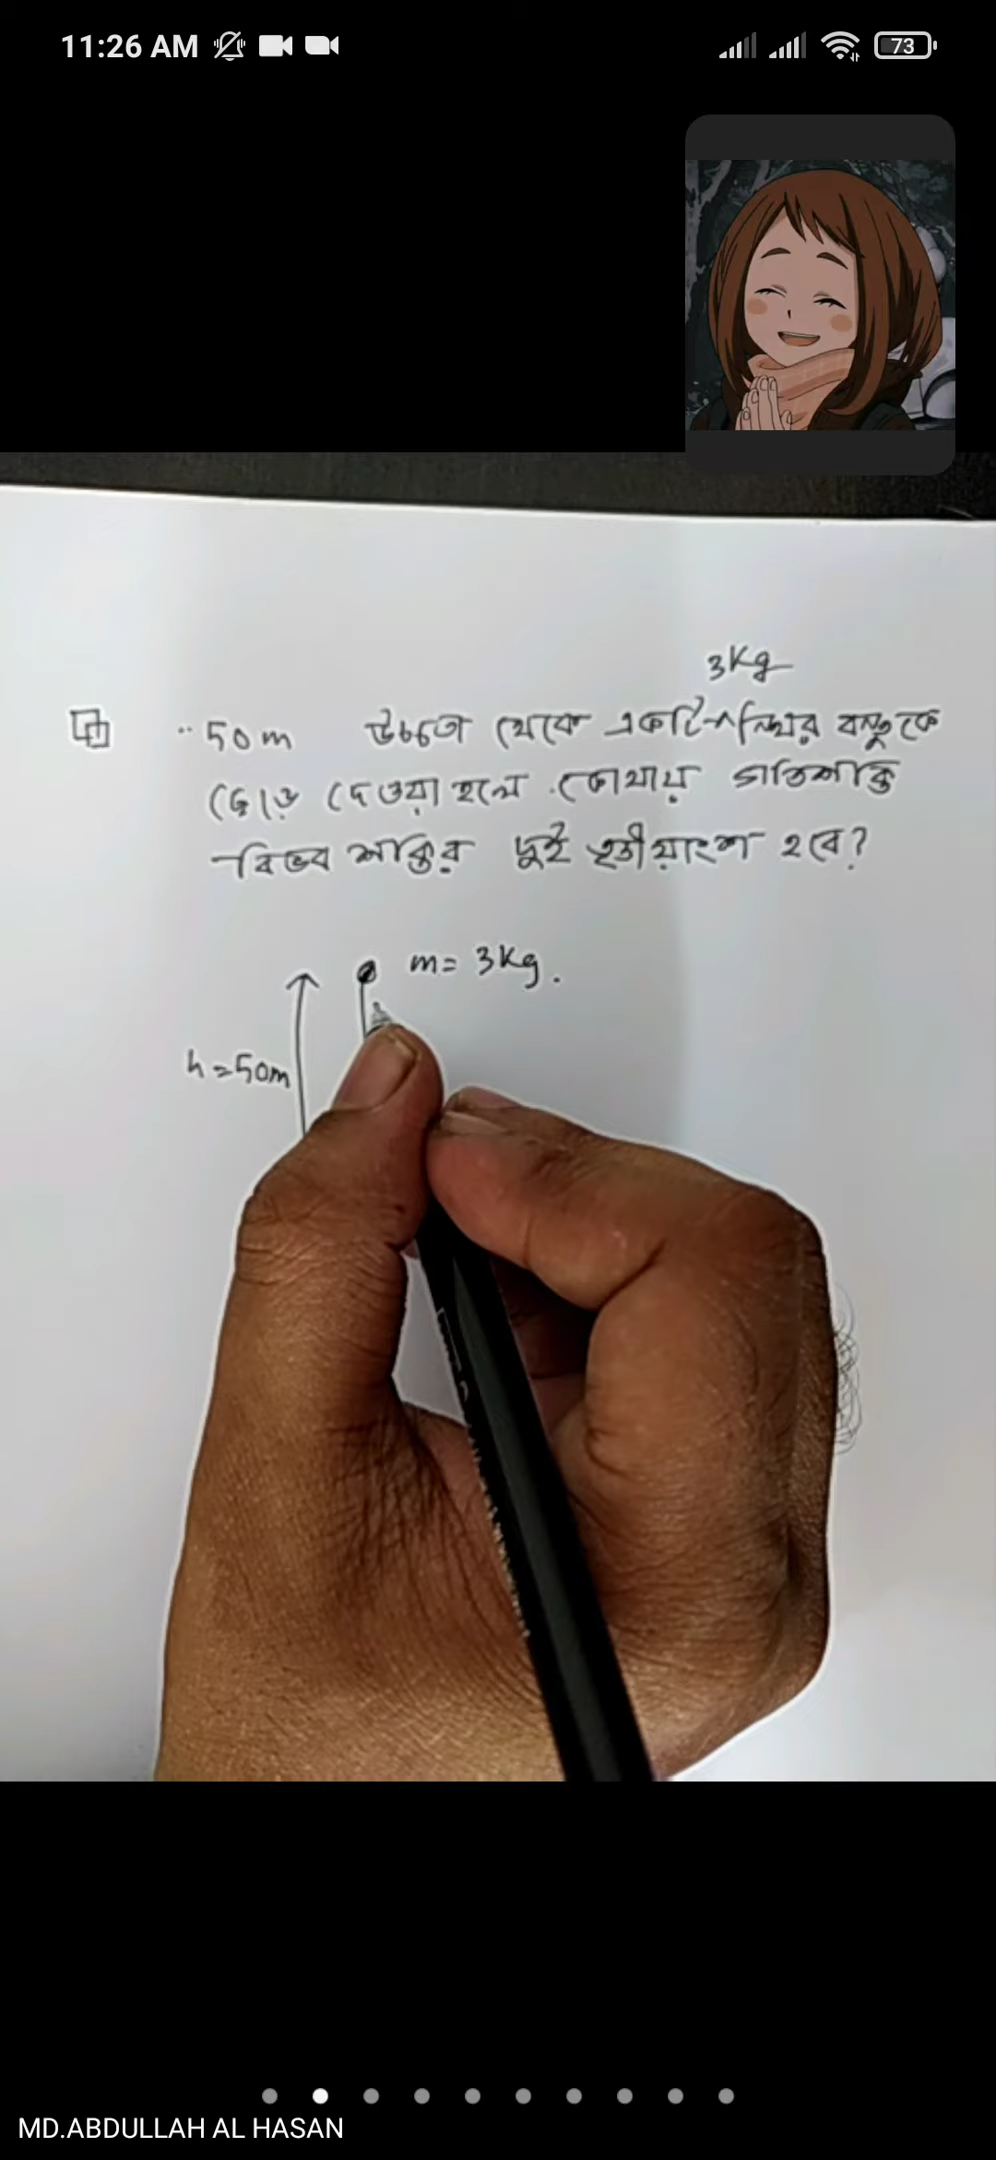 11:26 AM
73
3kg
50m উচ্চতা থেকে একটি স্থির বস্তুকে
ছেড়ে দেওয়া হলে কোথায় গতিশক্তি
বিভব শক্তির দুই তৃতীয়াংশ হবে?
m= 3kg.
h=50m
MD.ABDULLAH AL HASAN